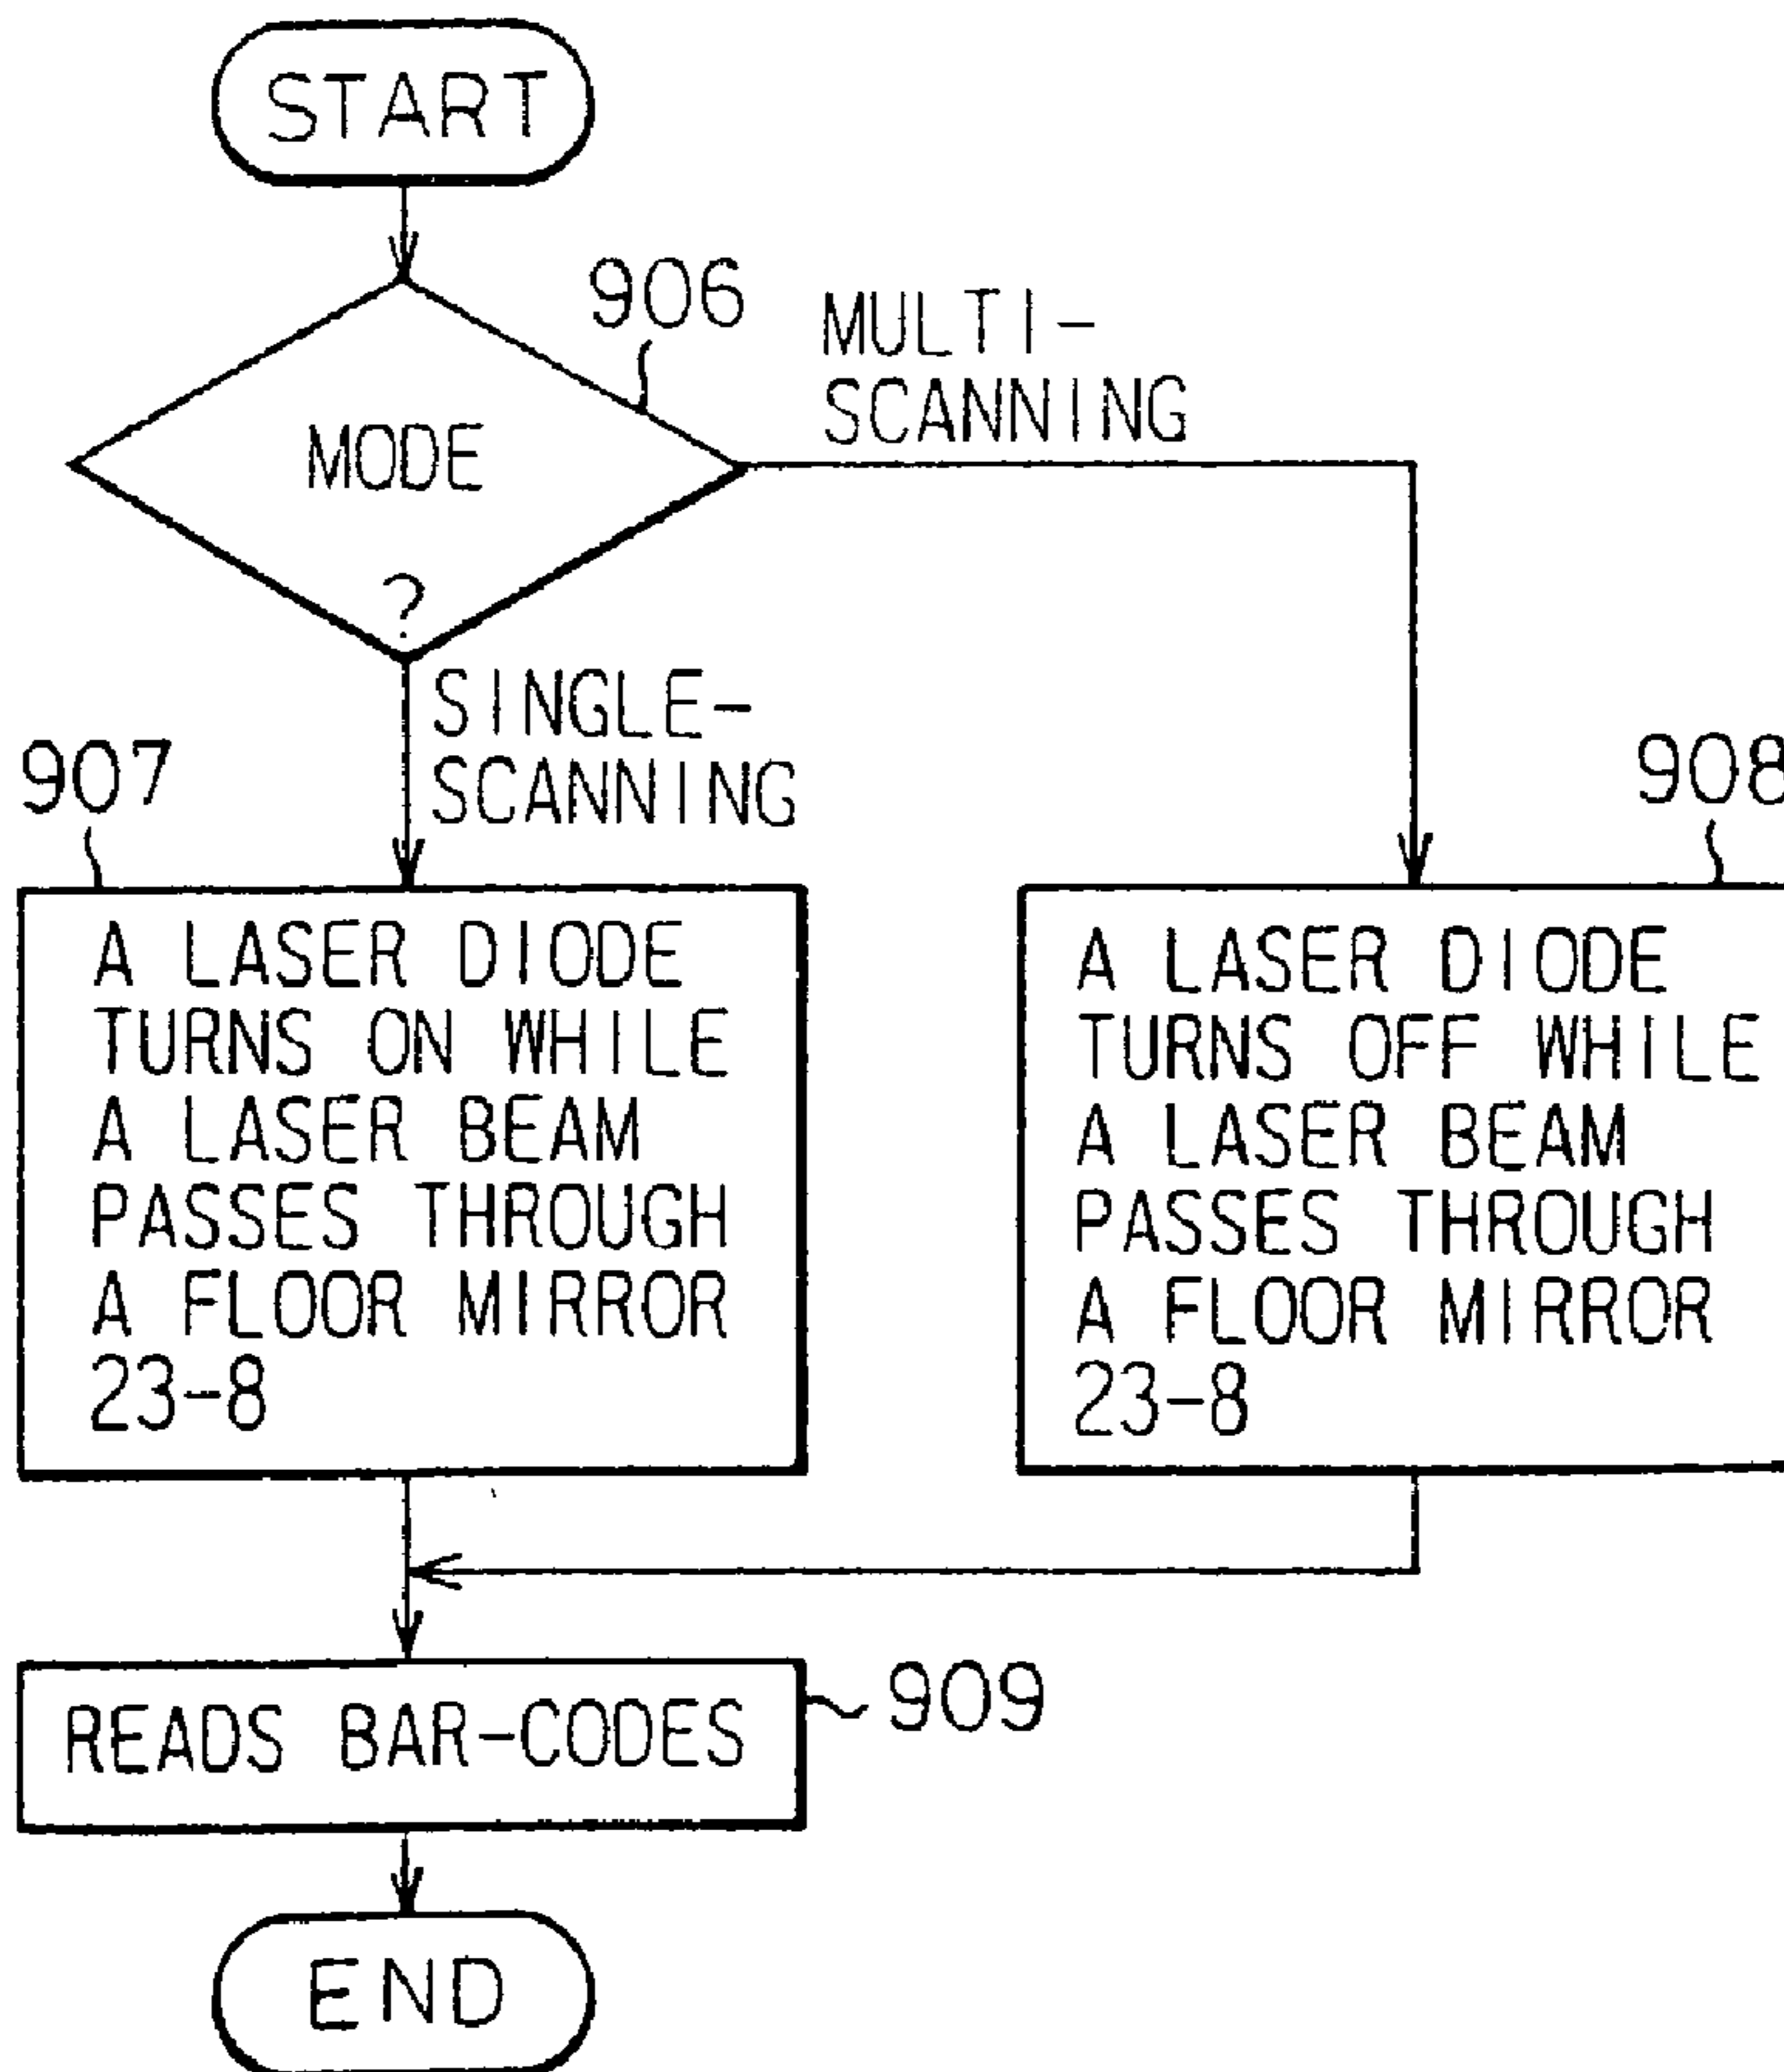 START
906
MULTI-
SCANNING
MODE
?
SINGLE-
SCANNING
907
908
A LASER DIODE
TURNS ON WHILE
A LASER BEAM
PASSES THROUGH
A FLOOR MIRROR
23-8
A LASER DIODE
TURNS OFF WHILE
A LASER BEAM
PASSES THROUGH
A FLOOR MIRROR
23-8
READS BAR-CODES
909
END